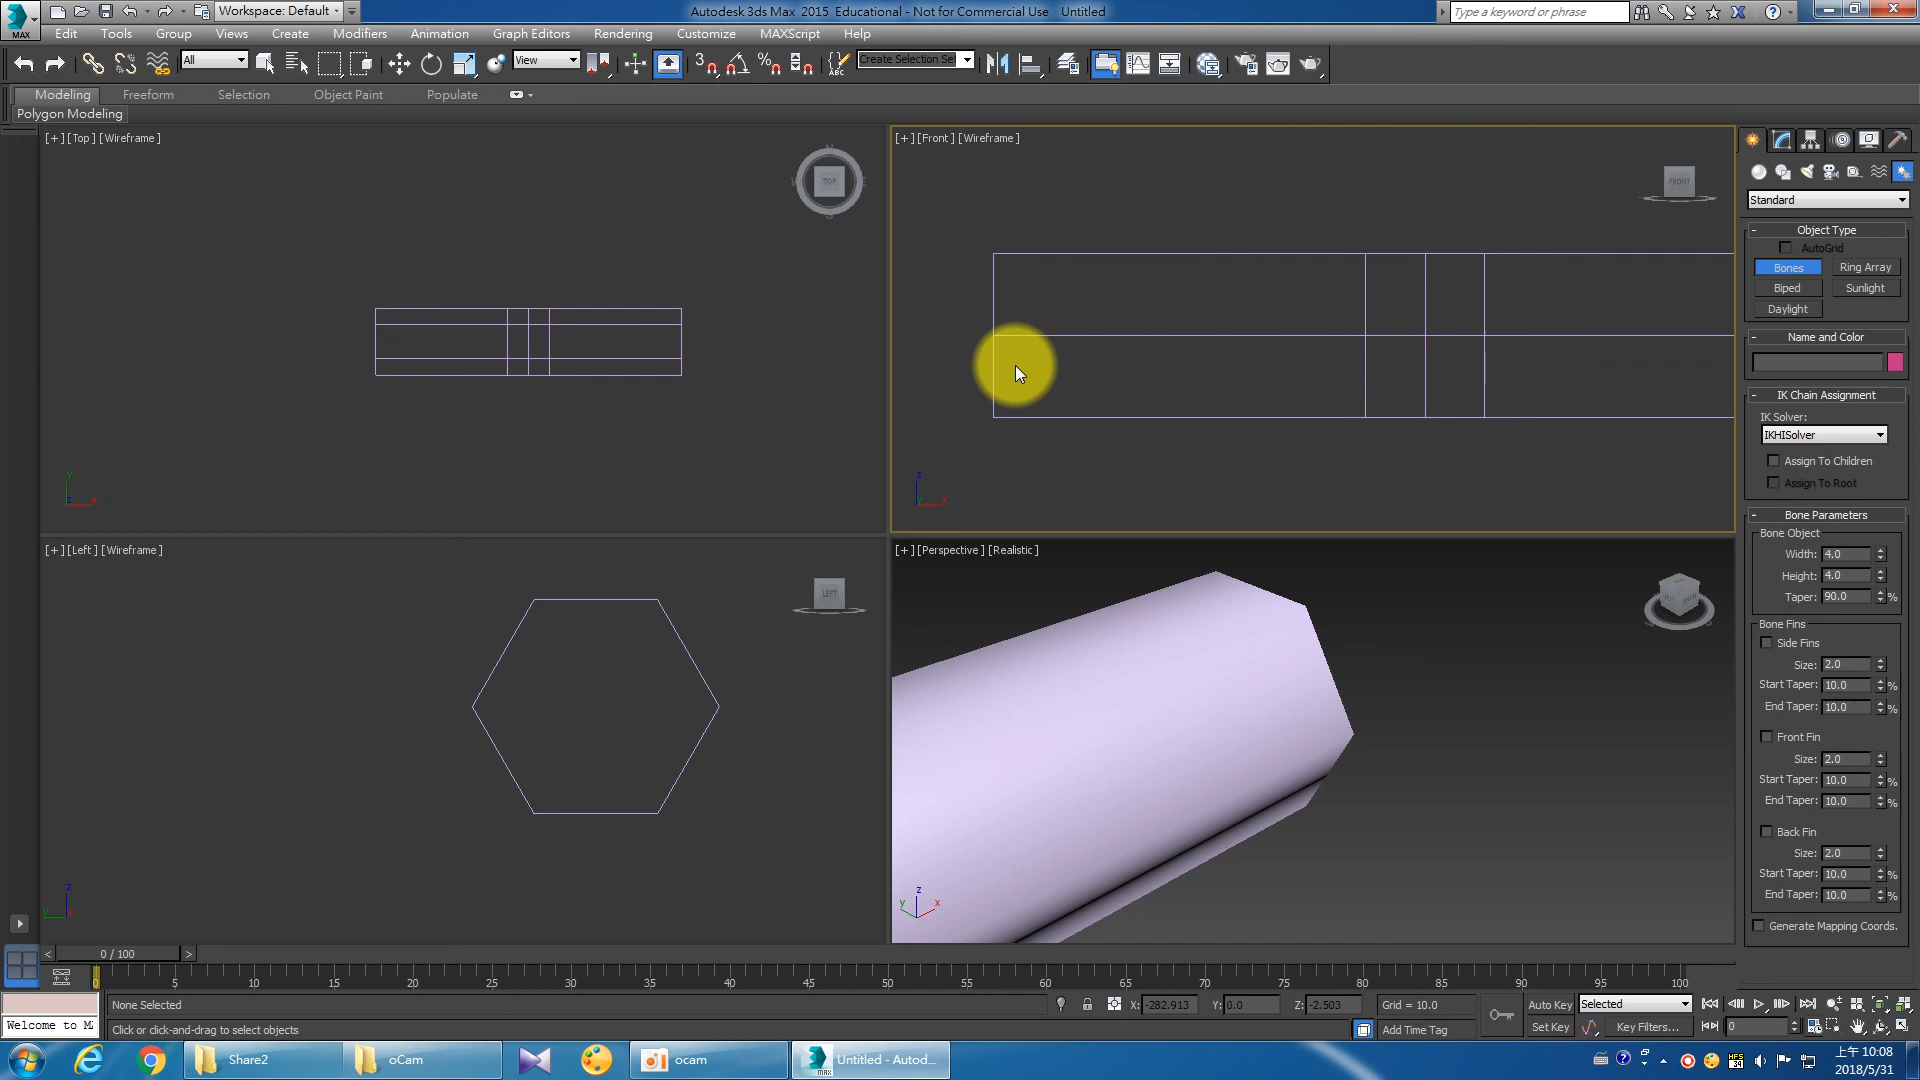 MAX
Workspace: Default
Autodesk 3ds Max 2015 Educational - Not for Commercial Use Untitled
Type a keyword or phrase
Edit Tools Group Views Create Modifiers Animation Graph Editors Rendering Customize MAXScript Help
All
View
3
ABC
Create Selection Se
Modeling Freeform Selection Object Paint Populate
Polygon Modeling
[+] [Top] [Wireframe]
TOP
y
z
x
[+] [Front] [Wireframe]
FRONT
z
y
x
[+] [Left] [Wireframe]
LEFT
z
y
x
[+] [Perspective] [Realistic]
z
y
x
Standard
- Object Type
AutoGrid
Bones Ring Array
Biped Sunlight
Daylight
- Name and Color
- IK Chain Assignment
IK Solver:
IKHISolver
Assign To Children
Assign To Root
- Bone Parameters
Bone Object
Width: 4.0
Height: 4.0
Taper: 90.0 %
Bone Fins
Side Fins
Size: 2.0
Start Taper: 10.0 %
End Taper: 10.0 %
Front Fin
Size: 2.0
Start Taper: 10.0 %
End Taper: 10.0 %
Back Fin
Size: 2.0
Start Taper: 10.0 %
End Taper: 10.0 %
Generate Mapping Coords.
< 0 / 100 >
0 5 10 15 20 25 30 35 40 45 50 55 60 65 70 75 80 85 90 95 100
None Selected
X: -282.913 Y: 0.0 Z: -2.503 Grid = 10.0
Auto Key Selected
Welcome to M
Click or click-and-drag to select objects
Add Time Tag
Set Key Key Filters... 0
Share2 oCam ocam Untitled - Autod...
上午 10:08
2018/5/31